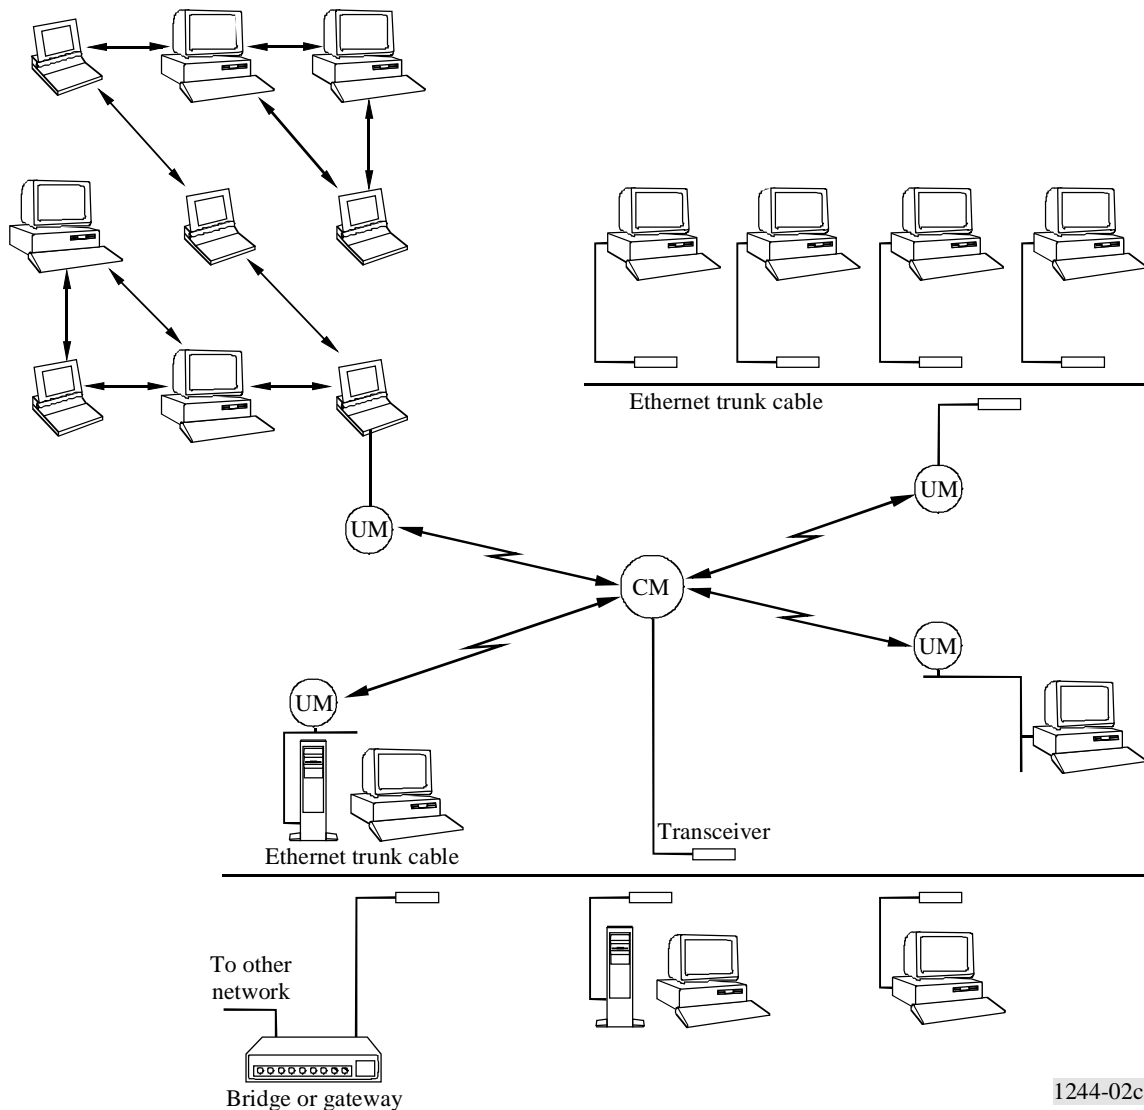 Ethernet trunk cable
UM
UM
CM
UM
UM
Transceiver
Ethernet trunk cable
To other
network
Bridge or gateway
1244-02c